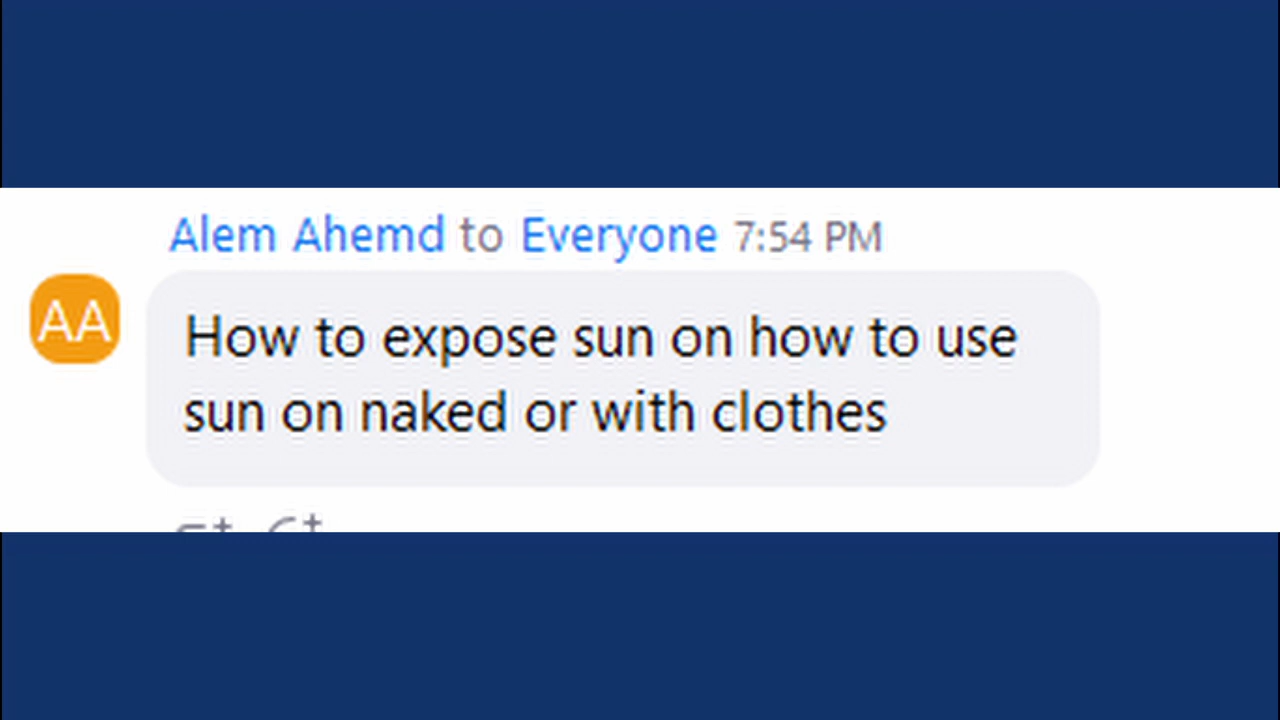 Alem Ahemd to Everyone 7:54 PM
AA
How to expose sun on how to use
sun on naked or with clothes